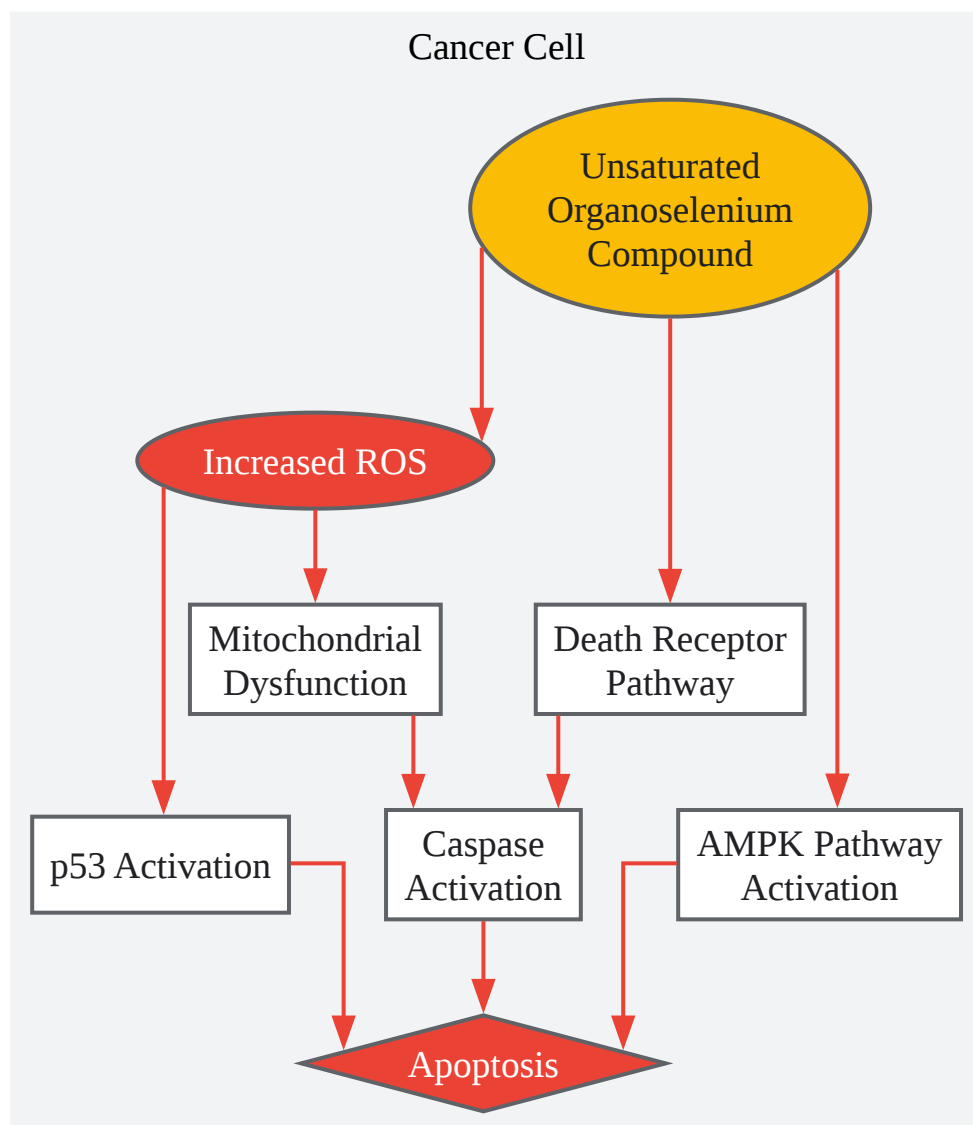 Cancer Cell
Unsaturated
Organoselenium
Compound
Increased ROS
Mitochondrial
Dysfunction
Death Receptor
Pathway
p53 Activation
Caspase
Activation
AMPK Pathway
Activation
Apoptosis